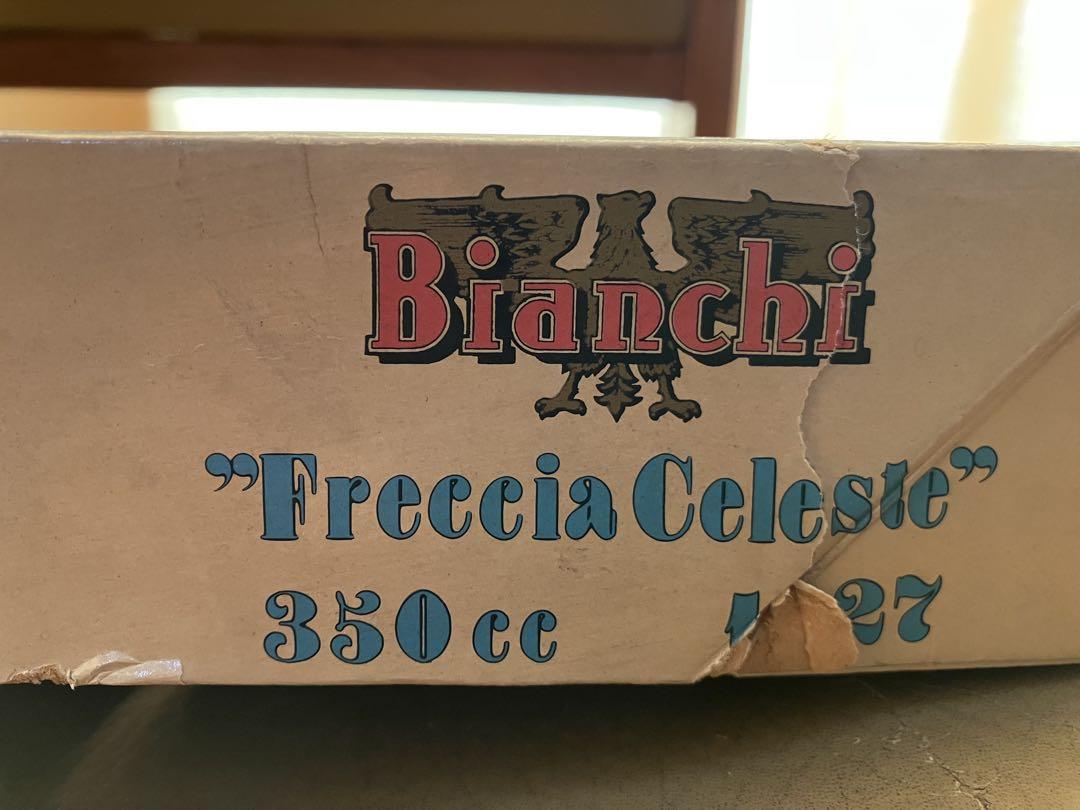 Bianchi
”Freccia Celeste”
350 cc